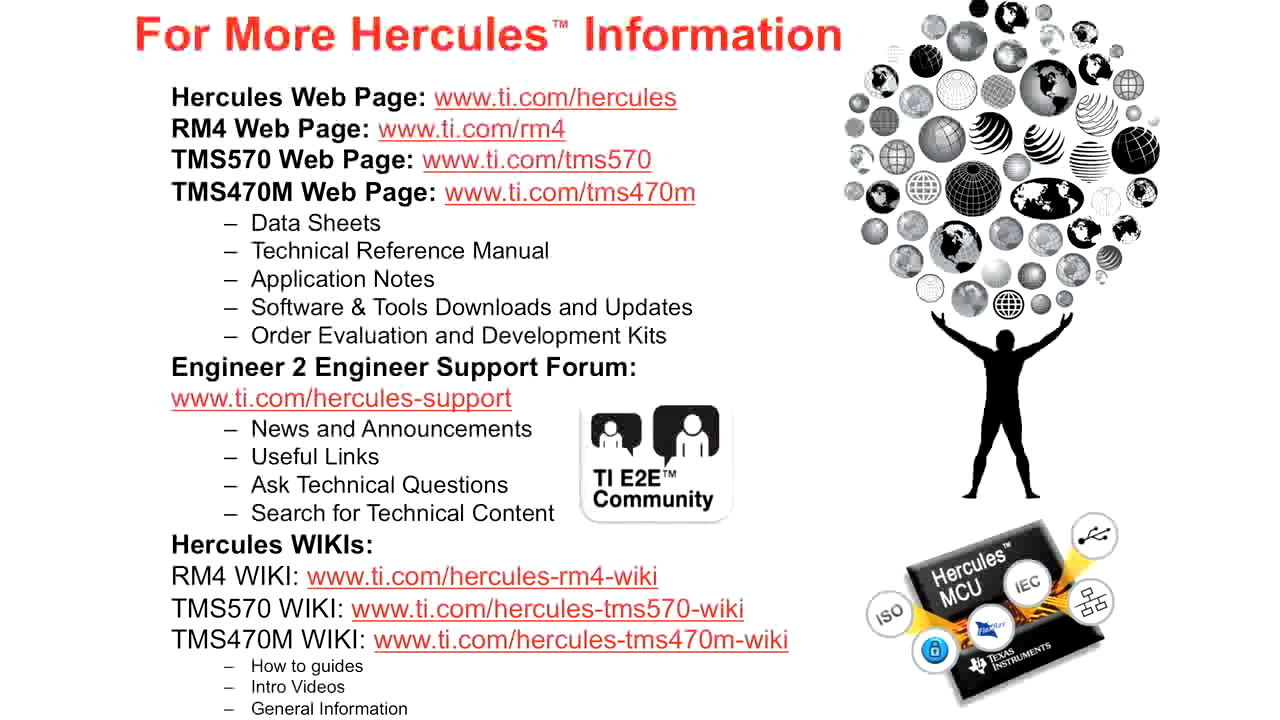 For More Hercules™ Information
Hercules Web Page: www.ti.com/hercules
RM4 Web Page: www.ti.com/rm4
TMS570 Web Page: www.ti.com/tms570
TMS470M Web Page: www.ti.com/tms470m
– Data Sheets
– Technical Reference Manual
– Application Notes
– Software & Tools Downloads and Updates
– Order Evaluation and Development Kits
Engineer 2 Engineer Support Forum:
www.ti.com/hercules-support
– News and Announcements
– Useful Links
– Ask Technical Questions
– Search for Technical Content
TI E2E™
Community
Hercules WIKIs:
RM4 WIKI: www.ti.com/hercules-rm4-wiki
TMS570 WIKI: www.ti.com/hercules-tms570-wiki
TMS470M WIKI: www.ti.com/hercules-tms470m-wiki
– How to guides
– Intro Videos
– General Information
Hercules™
MCU
IEC
ISO
FlexRay
TEXAS
INSTRUMENTS